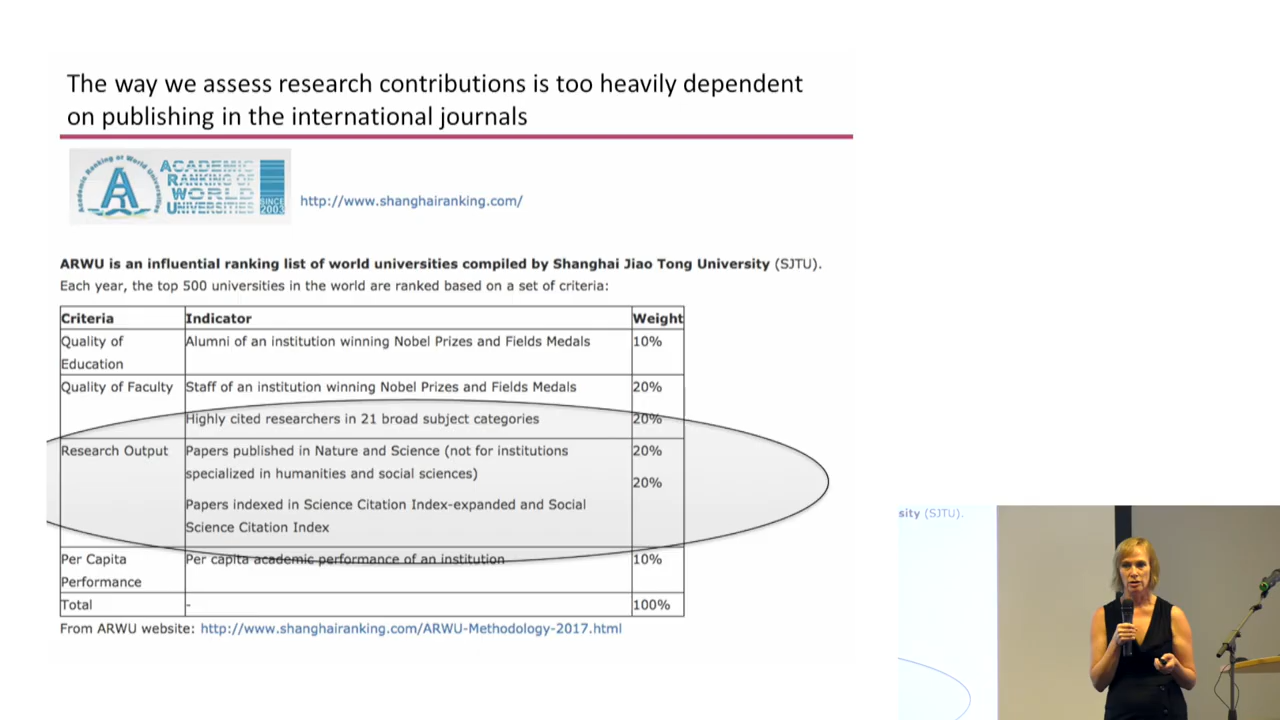 The way we assess research contributions is too heavily dependent
on publishing in the international journals
Academic Ranking of World Universities
ACADEMIC
RANKING OF
WORLD
UNIVERSITIES
SINCE
2003
http://www.shanghairanking.com/
ARWU is an influential ranking list of world universities compiled by Shanghai Jiao Tong University (SJTU).
Each year, the top 500 universities in the world are ranked based on a set of criteria:
Criteria Indicator Weight
Quality of Education Alumni of an institution winning Nobel Prizes and Fields Medals 10%
Quality of Faculty Staff of an institution winning Nobel Prizes and Fields Medals 20%
Highly cited researchers in 21 broad subject categories 20%
Research Output Papers published in Nature and Science (not for institutions 20%
specialized in humanities and social sciences)
20%
Papers indexed in Science Citation Index-expanded and Social
Science Citation Index
Per Capita Performance Per capita academic performance of an institution 10%
Total - 100%
From ARWU website: http://www.shanghairanking.com/ARWU-Methodology-2017.html
sity (SJTU).